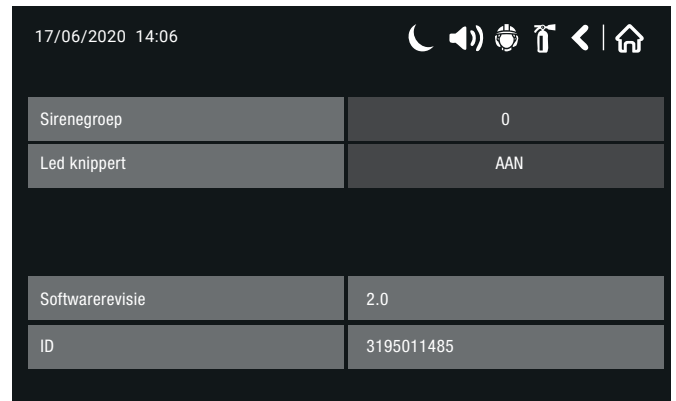 17/06/2020 14:06
Sirenegroep 0
Led knippert AAN
Softwarerevisie 2.0
ID 3195011485